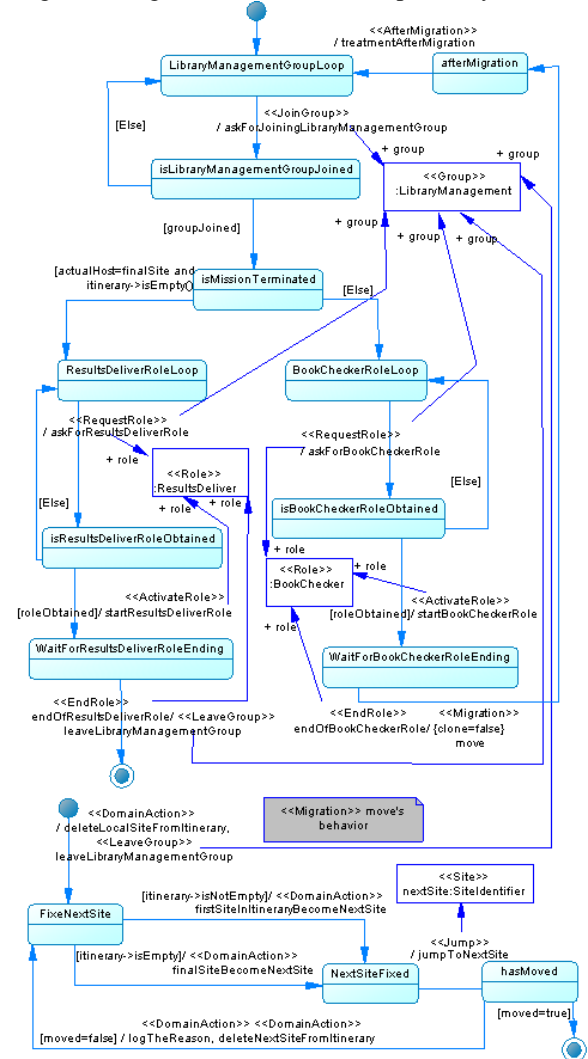 <<AfterMigration>>
/ treatmentAfterMigration
LibraryManagementGroupLoop
afterMigration
<<JoinGroup>>
/ askForJoiningLibraryManagementGroup
[Else]
+ group
+ group
isLibraryManagementGroupJoined
<<Group>>
:LibraryManagement
[groupJoined]
+ group
+ group
+ group
[actualHost=finalSite and
itinerary->isEmpty()
isMissionTerminated
[Else]
ResultsDeliverRoleLoop
BookCheckerRoleLoop
<<RequestRole>>
/ askForResultsDeliverRole
<<RequestRole>>
/ askForBookCheckerRole
+ role
<<Role>>
:ResultsDeliver
[Else]
[Else]
+ role
+ role
isResultsDeliverRoleObtained
isBookCheckerRoleObtained
+ role
<<Role>>
:BookChecker
+ role
<<ActivateRole>>
[roleObtained]/ startResultsDeliverRole
<<ActivateRole>>
[roleObtained]/ startBookCheckerRole
+ role
WaitForResultsDeliverRoleEnding
WaitForBookCheckerRoleEnding
<<EndRole>>
endOfResultsDeliverRole/ <<LeaveGroup>>
leaveLibraryManagementGroup
<<EndRole>> <<Migration>>
endOfBookCheckerRole/ {clone=false}
move
<<DomainAction>>
/ deleteLocalSiteFromItinerary,
<<LeaveGroup>>
leaveLibraryManagementGroup
<<Migration>> move's
behavior
<<Site>>
nextSite:SiteIdentifier
[itinerary->isNotEmpty]/ <<DomainAction>>
firstSiteInItineraryBecomeNextSite
FixeNextSite
<<Jump>>
/ jumpToNextSite
[itinerary->isEmpty]/ <<DomainAction>>
finalSiteBecomeNextSite
NextSiteFixed
hasMoved
[moved=true]
<<DomainAction>> <<DomainAction>>
[moved=false] / logTheReason, deleteNextSiteFromItinerary